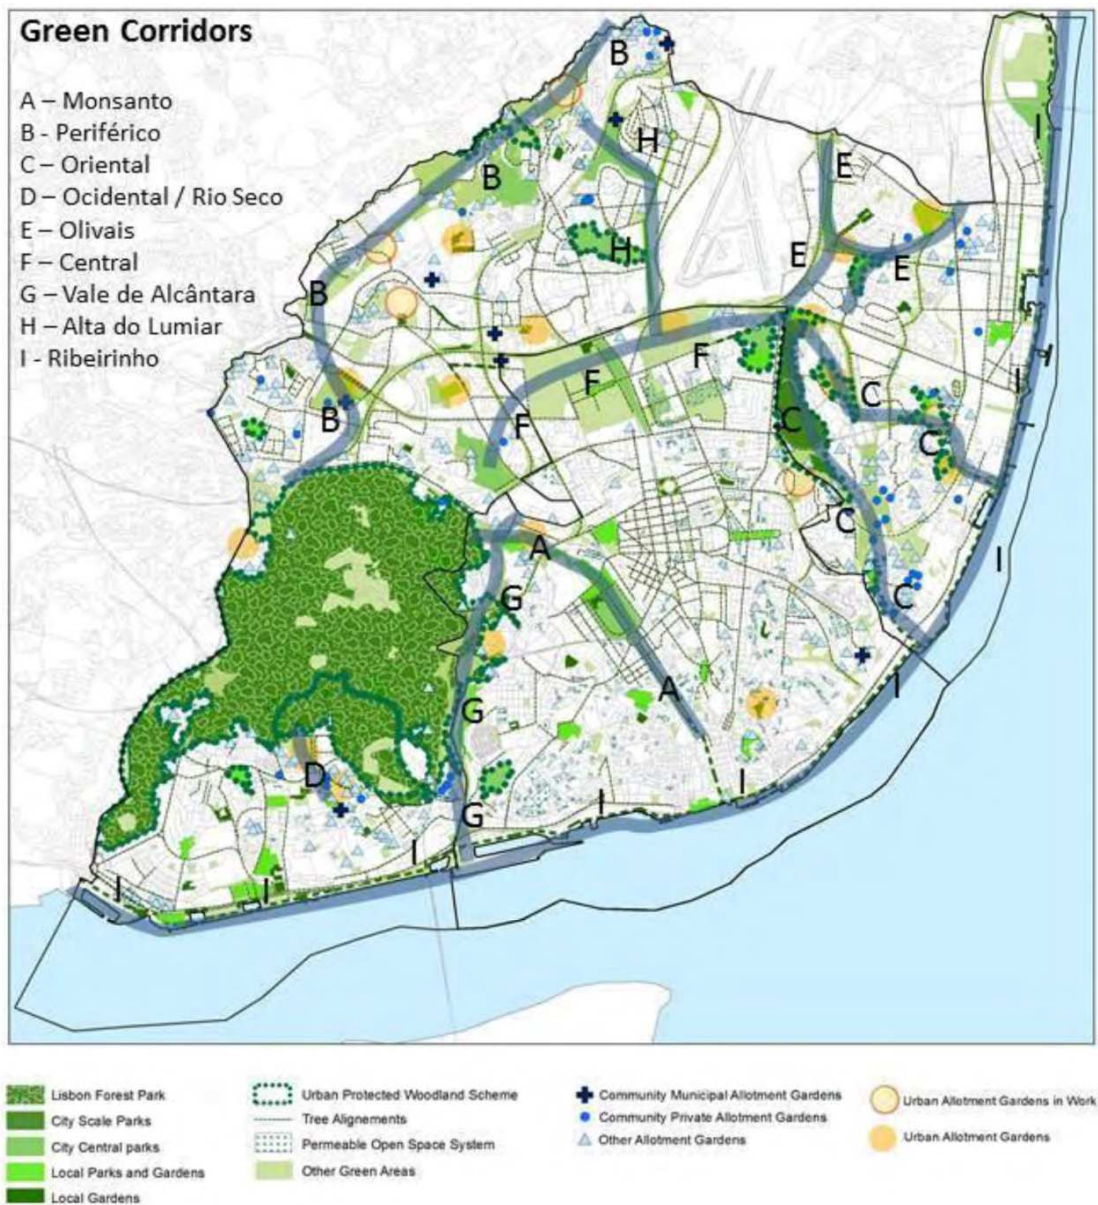 Green Corridors
A – Monsanto
B - Periférico
C – Oriental
D – Ocidental / Rio Seco
E – Olivais
F – Central
G – Vale de Alcântara
H – Alta do Lumiar
I - Ribeirinho
B
H
I
E
B
H
E
E
B
F
F
I
C
B
F
C
C
C
A
I
G
C
A
I
G
D
I
G
I
I
I
I
Lisbon Forest Park
City Scale Parks
City Central parks
Local Parks and Gardens
Local Gardens
Urban Protected Woodland Scheme
Tree Alignements
Permeable Open Space System
Other Green Areas
Community Municipal Allotment Gardens
Community Private Allotment Gardens
Other Allotment Gardens
Urban Allotment Gardens in Work
Urban Allotment Gardens